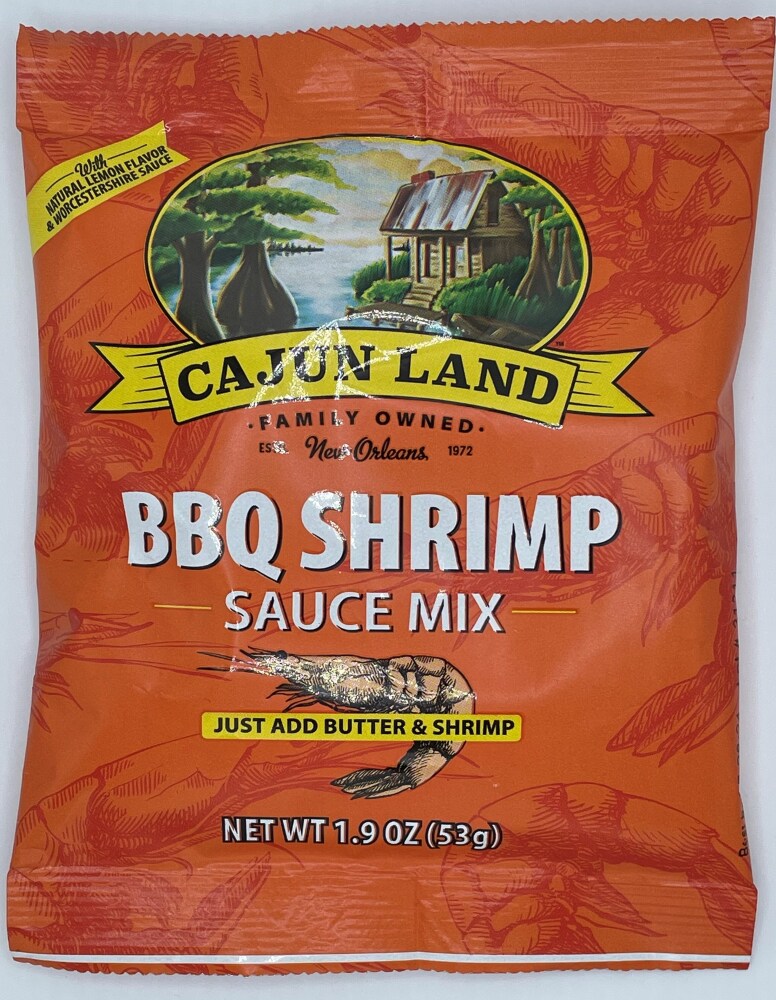 With
NATURAL LEMON FLAVOR
& WORCESTERSHIRE SAUCE
CAJUN LAND
™
· FAMILY OWNED ·
New Orleans 1972
BBQ SHRIMP
SAUCE MIX
JUST ADD BUTTER & SHRIMP
NET WT 1.9 OZ (53g)